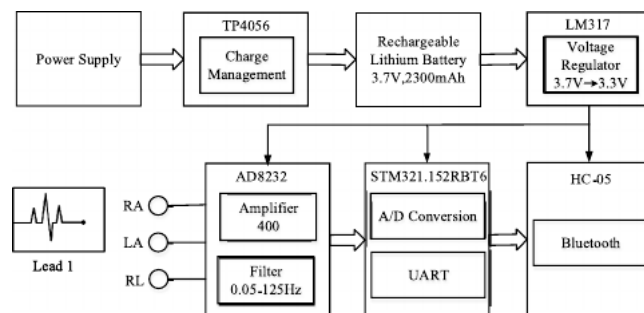 TP4056
LM317
Power Supply
Charge
Management
Rechargeable
Lithium Battery
3.7V,2300mAh
Voltage
Regulator
3.7V→3.3V
AD8232
STM321.152RBT6
HC-05
RA
LA
RL
Amplifier
400
Filter
0.05-125Hz
A/D Conversion
UART
Bluetooth
Lead 1